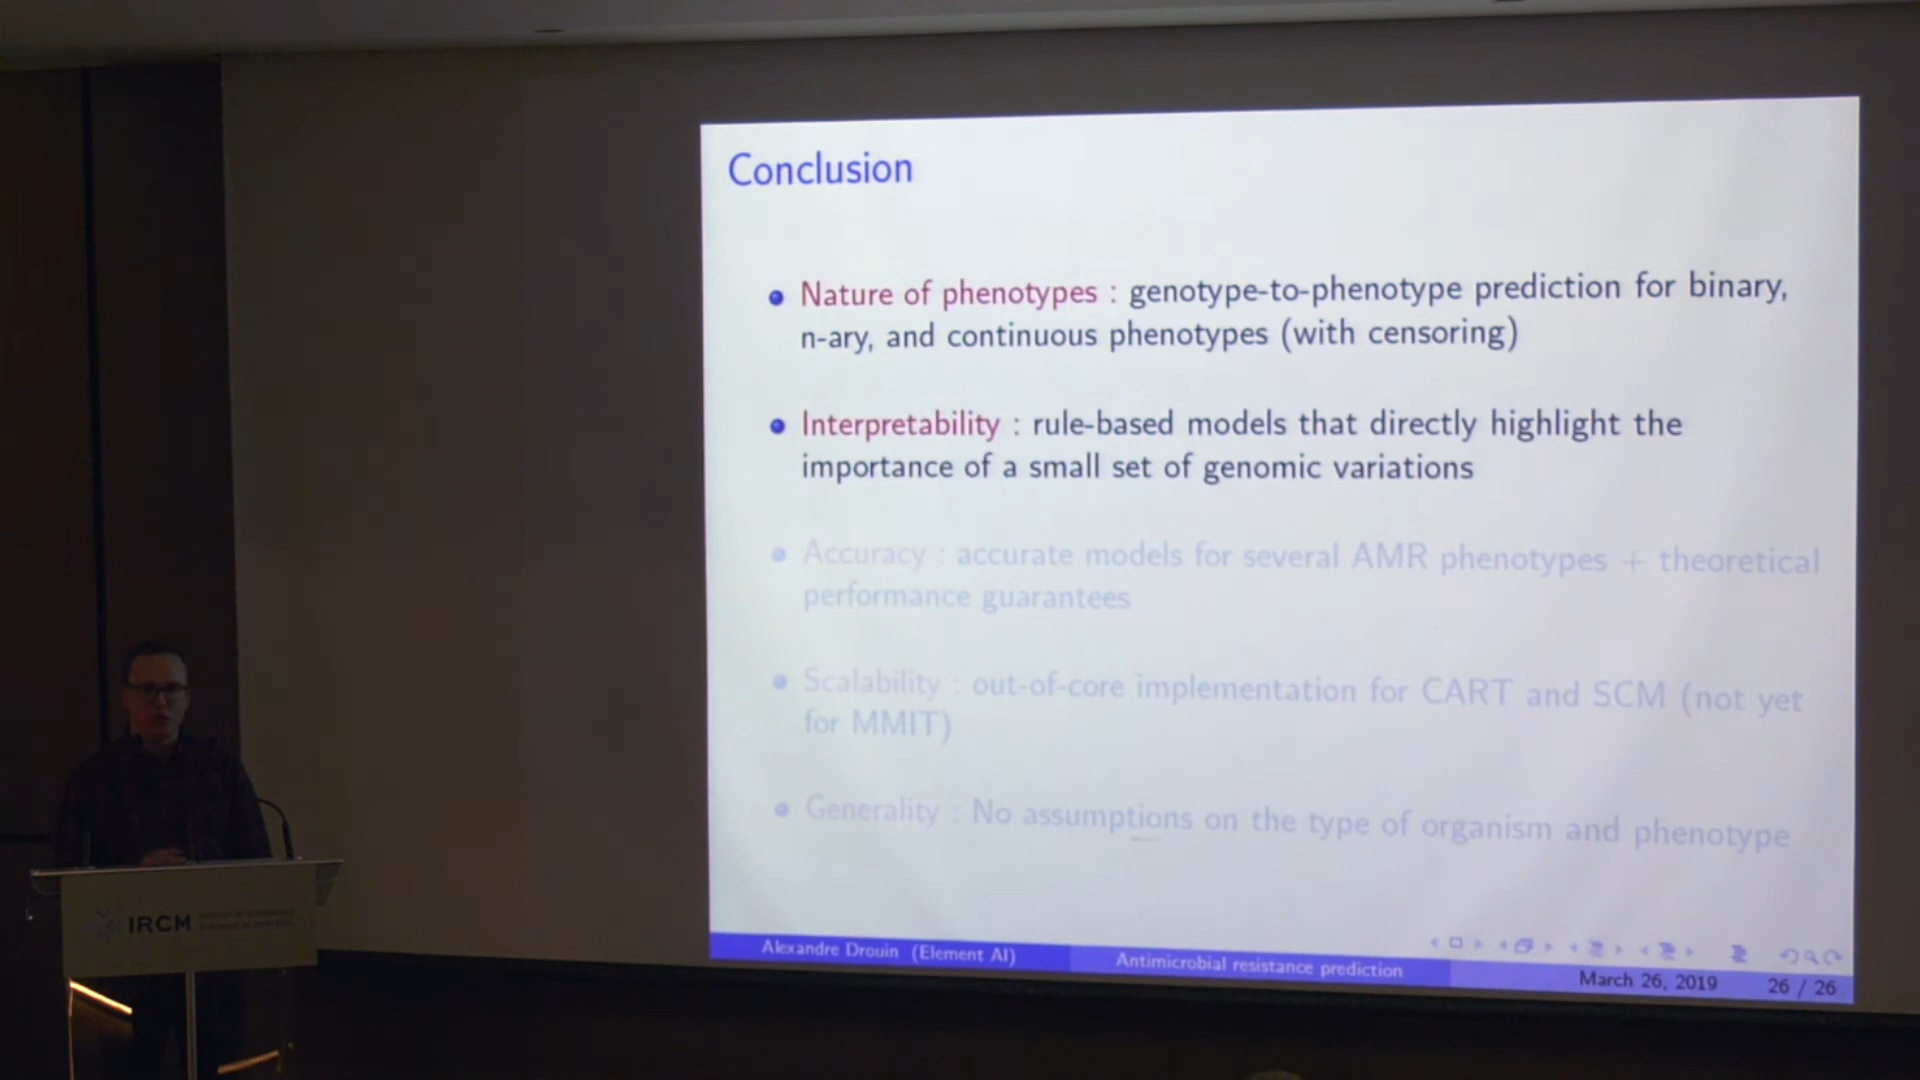 Conclusion
Nature of phenotypes : genotype-to-phenotype prediction for binary,
n-ary, and continuous phenotypes (with censoring)
Interpretability : rule-based models that directly highlight the
importance of a small set of genomic variations
Accuracy : accurate models for several AMR phenotypes + theoretical
performance guarantees
Scalability : out-of-core implementation for CART and SCM (not yet
for MMIT)
Generality : No assumptions on the type of organism and phenotype
Alexandre Drouin (Element AI)
Antimicrobial resistance prediction
March 26, 2019
26 / 26
IRCM